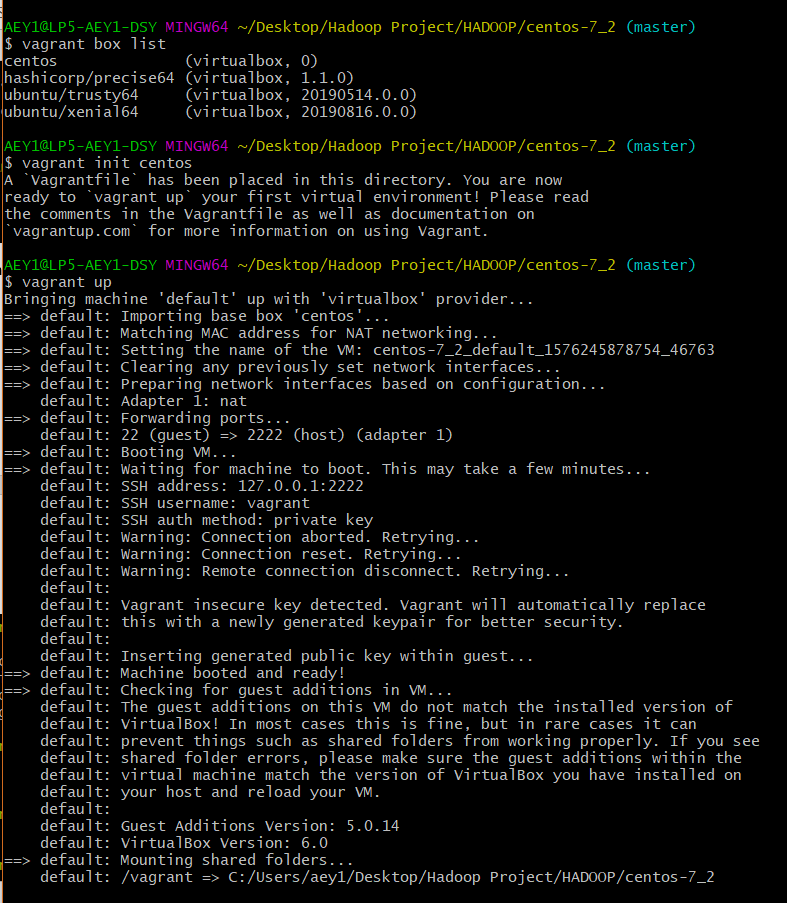 AEY1@LP5-AEY1-DSY MINGW64 ~/Desktop/Hadoop Project/HADOOP/centos-7_2 (master)
$ vagrant box list
centos              (virtualbox, 0)
hashicorp/precise64 (virtualbox, 1.1.0)
ubuntu/trusty64     (virtualbox, 20190514.0.0)
ubuntu/xenial64     (virtualbox, 20190816.0.0)
AEY1@LP5-AEY1-DSY MINGW64 ~/Desktop/Hadoop Project/HADOOP/centos-7_2 (master)
$ vagrant init centos
A `Vagrantfile` has been placed in this directory. You are now
ready to `vagrant up` your first virtual environment! Please read
the comments in the Vagrantfile as well as documentation on
`vagrantup.com` for more information on using Vagrant.
AEY1@LP5-AEY1-DSY MINGW64 ~/Desktop/Hadoop Project/HADOOP/centos-7_2 (master)
$ vagrant up
Bringing machine 'default' up with 'virtualbox' provider...
==> default: Importing base box 'centos'...
==> default: Matching MAC address for NAT networking...
==> default: Setting the name of the VM: centos-7_2_default_1576245878754_46763
==> default: Clearing any previously set network interfaces...
==> default: Preparing network interfaces based on configuration...
    default: Adapter 1: nat
==> default: Forwarding ports...
    default: 22 (guest) => 2222 (host) (adapter 1)
==> default: Booting VM...
==> default: Waiting for machine to boot. This may take a few minutes...
    default: SSH address: 127.0.0.1:2222
    default: SSH username: vagrant
    default: SSH auth method: private key
    default: Warning: Connection aborted. Retrying...
    default: Warning: Connection reset. Retrying...
    default: Warning: Remote connection disconnect. Retrying...
    default:
    default: Vagrant insecure key detected. Vagrant will automatically replace
    default: this with a newly generated keypair for better security.
    default:
    default: Inserting generated public key within guest...
==> default: Machine booted and ready!
==> default: Checking for guest additions in VM...
    default: The guest additions on this VM do not match the installed version of
    default: VirtualBox! In most cases this is fine, but in rare cases it can
    default: prevent things such as shared folders from working properly. If you see
    default: shared folder errors, please make sure the guest additions within the
    default: virtual machine match the version of VirtualBox you have installed on
    default: your host and reload your VM.
    default:
    default: Guest Additions Version: 5.0.14
    default: VirtualBox Version: 6.0
==> default: Mounting shared folders...
    default: /vagrant => C:/Users/aey1/Desktop/Hadoop Project/HADOOP/centos-7_2